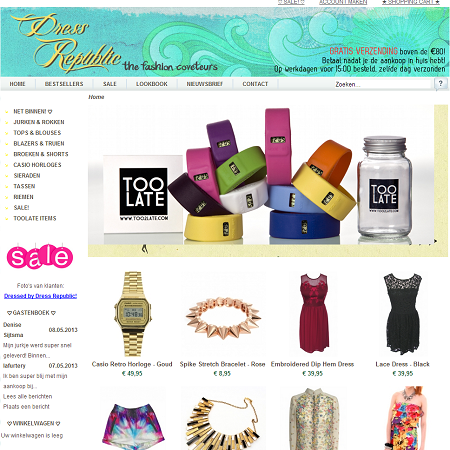 ♡ SALE! ♡ ACCOUNT MAKEN ★ SHOPPING CART ★
Dress Republic
the fashion coveteurs
GRATIS VERZENDING boven de €80!
Betaal nadat je de aankoop in huis hebt!
Op werkdagen voor 15:00 besteld, zelfde dag verzonden
HOME BESTSELLERS SALE LOOKBOOK NIEUWSBRIEF CONTACT Zoeken... ?
Home
NET BINNEN! ♡
JURKEN & ROKKEN
TOPS & BLOUSES
BLAZERS & TRUIEN
BROEKEN & SHORTS
CASIO HORLOGES
SIERADEN
TASSEN
RIEMEN
SALE!
TOOLATE ITEMS
TOO LATE
WWW.TOO2LATE.COM
TOO LATE
WWW.TOO2LATE.COM
sale
Foto's van klanten:
Dressed by Dress Republic!
♡ GASTENBOEK ♡
Denise Sijtsma 08.05.2013
Mijn jurkje werd super snel geleverd! Binnen...
lafurtery 07.05.2013
Ik ben super blij met mijn aankoop bij...
Lees alle berichten
Plaats een bericht
♡ WINKELWAGEN ♡
Uw winkelwagen is leeg
Casio Retro Horloge - Goud
€ 49,95
Spike Stretch Bracelet - Rose
€ 8,95
Embroidered Dip Hem Dress
€ 39,95
Lace Dress - Black
€ 39,95